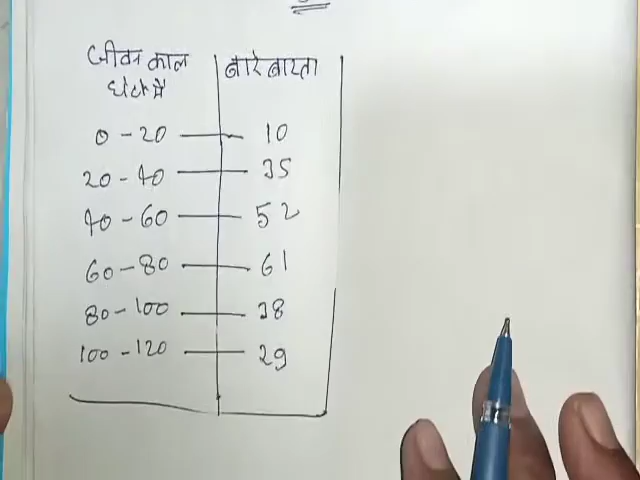 जीवन काल बारंबारता
घंटो में
0 - 20 10
20 - 40 35
40 - 60 52
60 - 80 61
80 - 100 38
100 - 120 29